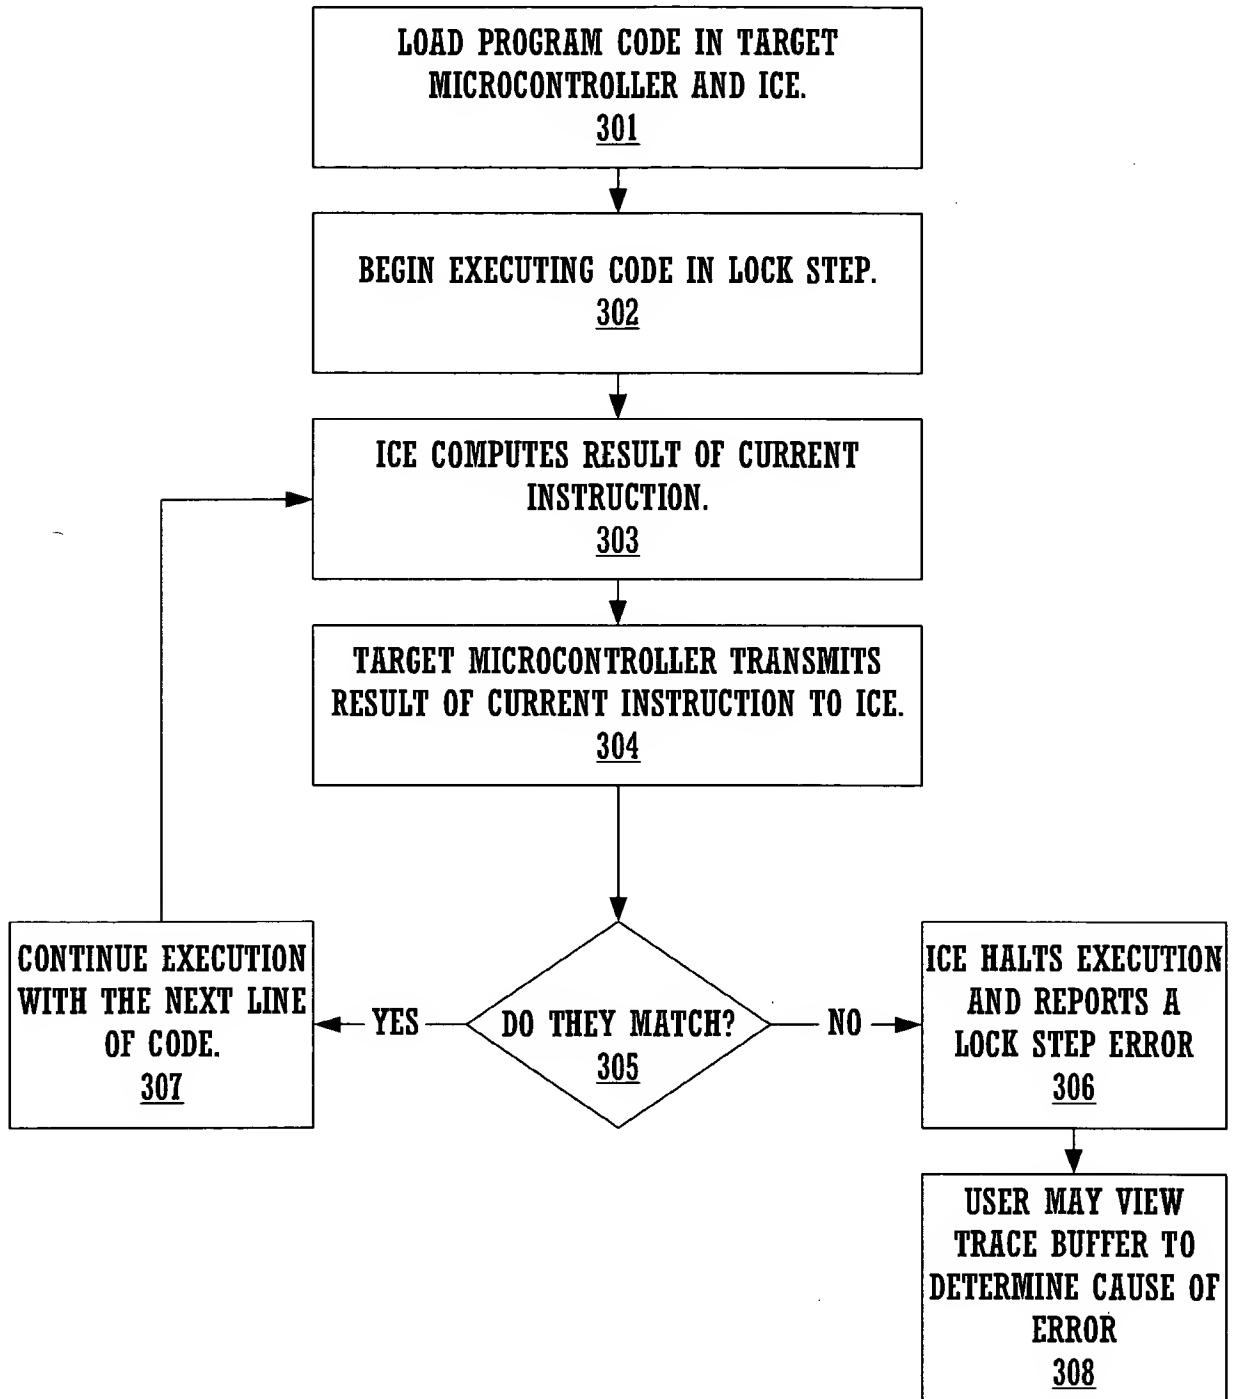 LOAD PROGRAM CODE IN TARGET
MICROCONTROLLER AND ICE.
301
BEGIN EXECUTING CODE IN LOCK STEP.
302
ICE COMPUTES RESULT OF CURRENT
INSTRUCTION.
303
TARGET MICROCONTROLLER TRANSMITS
RESULT OF CURRENT INSTRUCTION TO ICE.
304
DO THEY MATCH?
305
YES
CONTINUE EXECUTION
WITH THE NEXT LINE
OF CODE.
307
NO
ICE HALTS EXECUTION
AND REPORTS A
LOCK STEP ERROR
306
USER MAY VIEW
TRACE BUFFER TO
DETERMINE CAUSE OF
ERROR
308